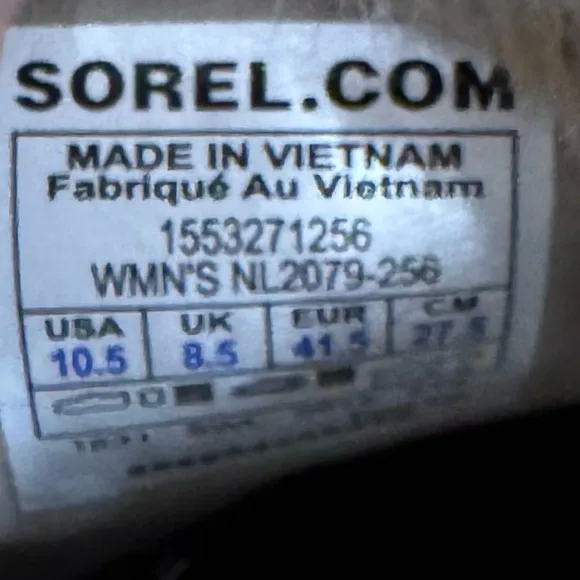 SOREL.COM
MADE IN VIETNAM
Fabriqué Au Vietnam
1553271256
WMN'S NL2079-256
USA UK EUR CM
10.5 8.5 41.5 27.5